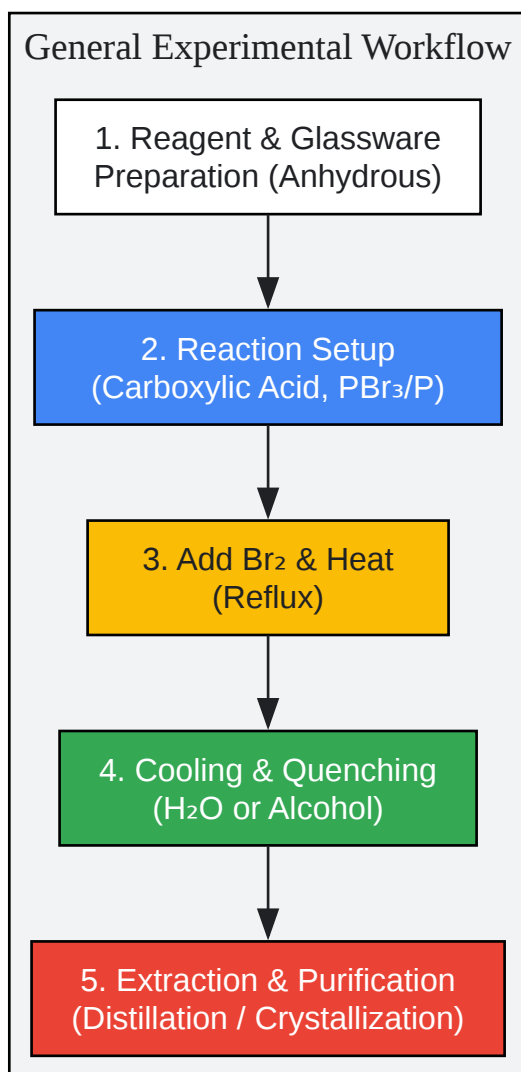 General Experimental Workflow
1. Reagent & Glassware
Preparation (Anhydrous)
2. Reaction Setup
(Carboxylic Acid, PBr₃/P)
3. Add Br₂ & Heat
(Reflux)
4. Cooling & Quenching
(H₂O or Alcohol)
5. Extraction & Purification
(Distillation / Crystallization)